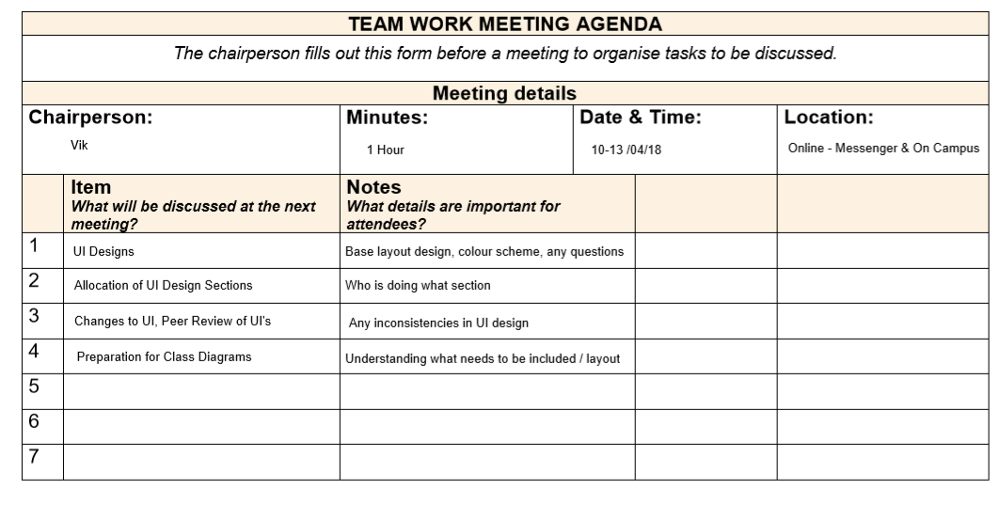 TEAM WORK MEETING AGENDA
The chairperson fills out this form before a meeting to organise tasks to be discussed.
Meeting details
Chairperson: Minutes: Date & Time: Location:
Vik 1 Hour 10-13 /04/18 Online - Messenger & On Campus
Item Notes
What will be discussed at the next What details are important for
meeting? attendees?
1 UI Designs Base layout design, colour scheme, any questions
2 Allocation of UI Design Sections Who is doing what section
3 Changes to UI, Peer Review of UI's Any inconsistencies in UI design
4 Preparation for Class Diagrams Understanding what needs to be included / layout
5
6
7